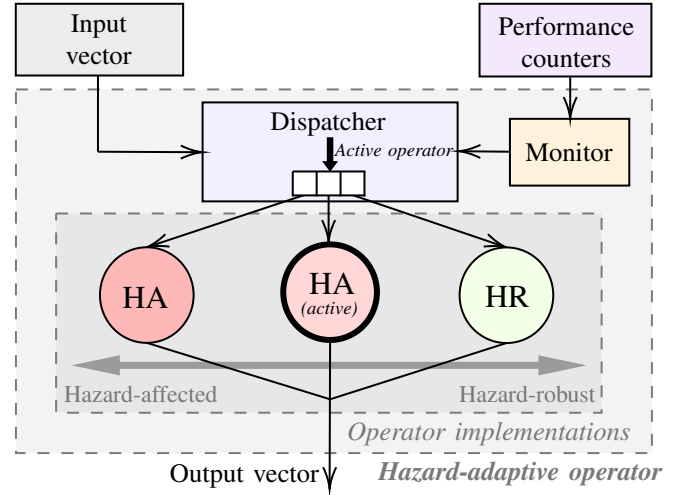 Input
vector
Performance
counters
Dispatcher
Active operator
Monitor
HA
HA
(active)
HR
Hazard-affected
Hazard-robust
Operator implementations
Output vector
Hazard-adaptive operator